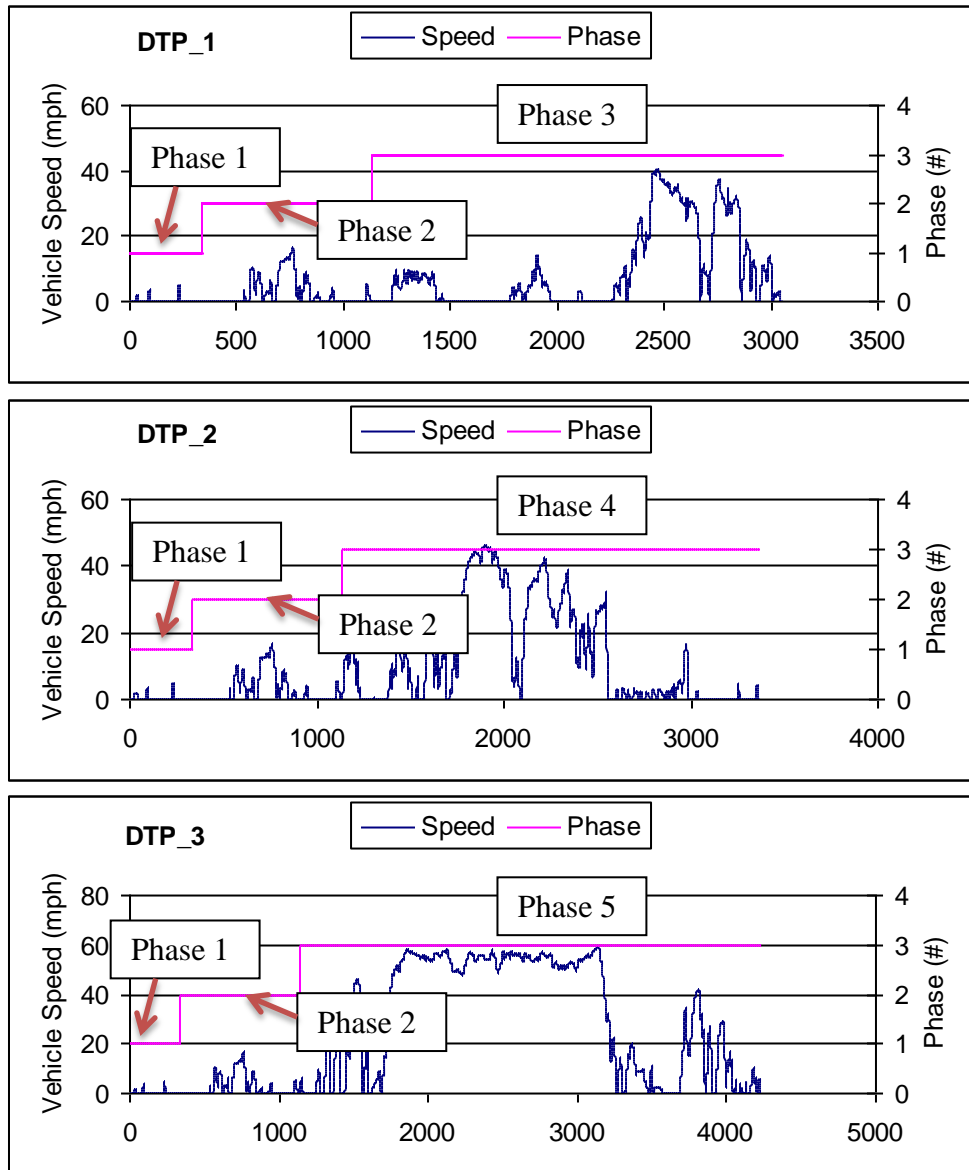 DTP_1
Speed Phase
Vehicle Speed (mph)
60
40
20
0
Phase 1
Phase 2
Phase 3
4
3
2
1
0
Phase (#)
0 500 1000 1500 2000 2500 3000 3500
DTP_2
Speed Phase
Vehicle Speed (mph)
60
40
20
0
Phase 1
Phase 2
Phase 4
4
3
2
1
0
Phase (#)
0 1000 2000 3000 4000
DTP_3
Speed Phase
Vehicle Speed (mph)
80
60
40
20
0
Phase 1
Phase 2
Phase 5
4
3
2
1
0
Phase (#)
0 1000 2000 3000 4000 5000